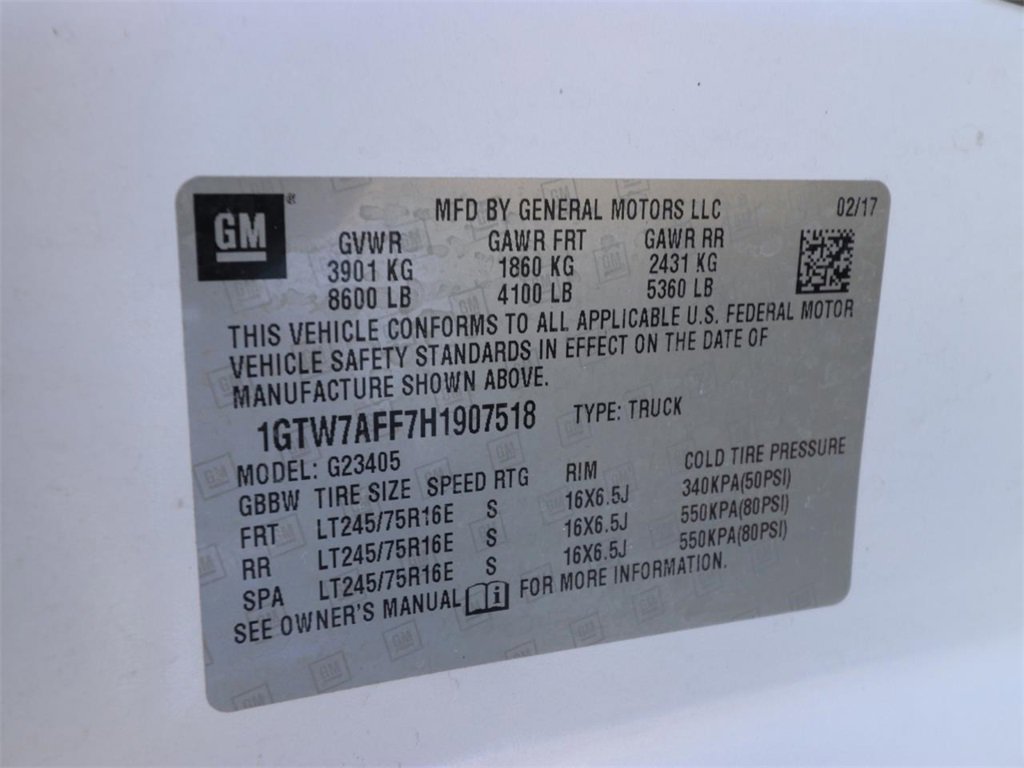 GM
MFD BY GENERAL MOTORS LLC 02/17
GVWR GAWR FRT GAWR RR
3901 KG 1860 KG 2431 KG
8600 LB 4100 LB 5360 LB
THIS VEHICLE CONFORMS TO ALL APPLICABLE U.S. FEDERAL MOTOR
VEHICLE SAFETY STANDARDS IN EFFECT ON THE DATE OF
MANUFACTURE SHOWN ABOVE.
1GTW7AFF7H1907518 TYPE: TRUCK
MODEL: G23405
GBBW TIRE SIZE SPEED RTG RIM COLD TIRE PRESSURE
FRT LT245/75R16E S 16X6.5J 340KPA(50PSI)
RR LT245/75R16E S 16X6.5J 550KPA(80PSI)
SPA LT245/75R16E S 16X6.5J 550KPA(80PSI)
SEE OWNER'S MANUAL i FOR MORE INFORMATION.